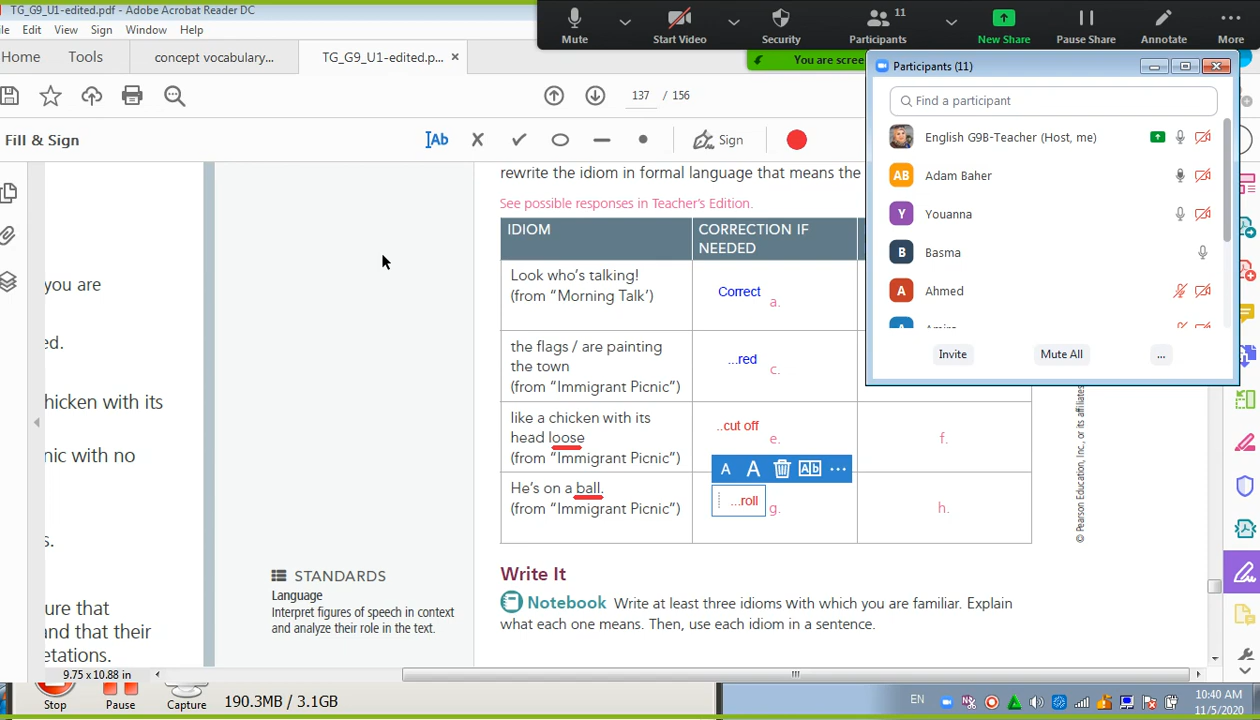 TG_G9_U1-edited.pdf - Adobe Acrobat Reader DC
ile Edit View Sign Window Help
Mute Start Video Security Participants 11 New Share Pause Share Annotate More
Home Tools concept vocabulary... TG_G9_U1-edited.p... ×
You are scree
137 / 156
Participants (11)
Find a participant
English G9B-Teacher (Host, me)
AB Adam Baher
Y Youanna
B Basma
A Ahmed
Invite Mute All ...
Fill & Sign
Ab Sign
rewrite the idiom in formal language that means the
See possible responses in Teacher's Edition.
IDIOM
CORRECTION IF
NEEDED
Look who's talking!
(from “Morning Talk’)
Correct
a.
the flags / are painting
the town
(from “Immigrant Picnic”)
...red
c.
like a chicken with its
head loose
(from “Immigrant Picnic”)
..cut off
e.
f.
A A Ab ...
He's on a ball.
(from “Immigrant Picnic”)
...roll
g.
h.
you are
ed.
hicken with its
nic with no
s.
ure that
and that their
etations.
STANDARDS
Language
Interpret figures of speech in context
and analyze their role in the text.
Write It
Notebook Write at least three idioms with which you are familiar. Explain
what each one means. Then, use each idiom in a sentence.
© Pearson Education, Inc., or its affiliates
9.75 x 10.88 in
Stop Pause Capture 190.3MB / 3.1GB
EN
10:40 AM
11/5/2020